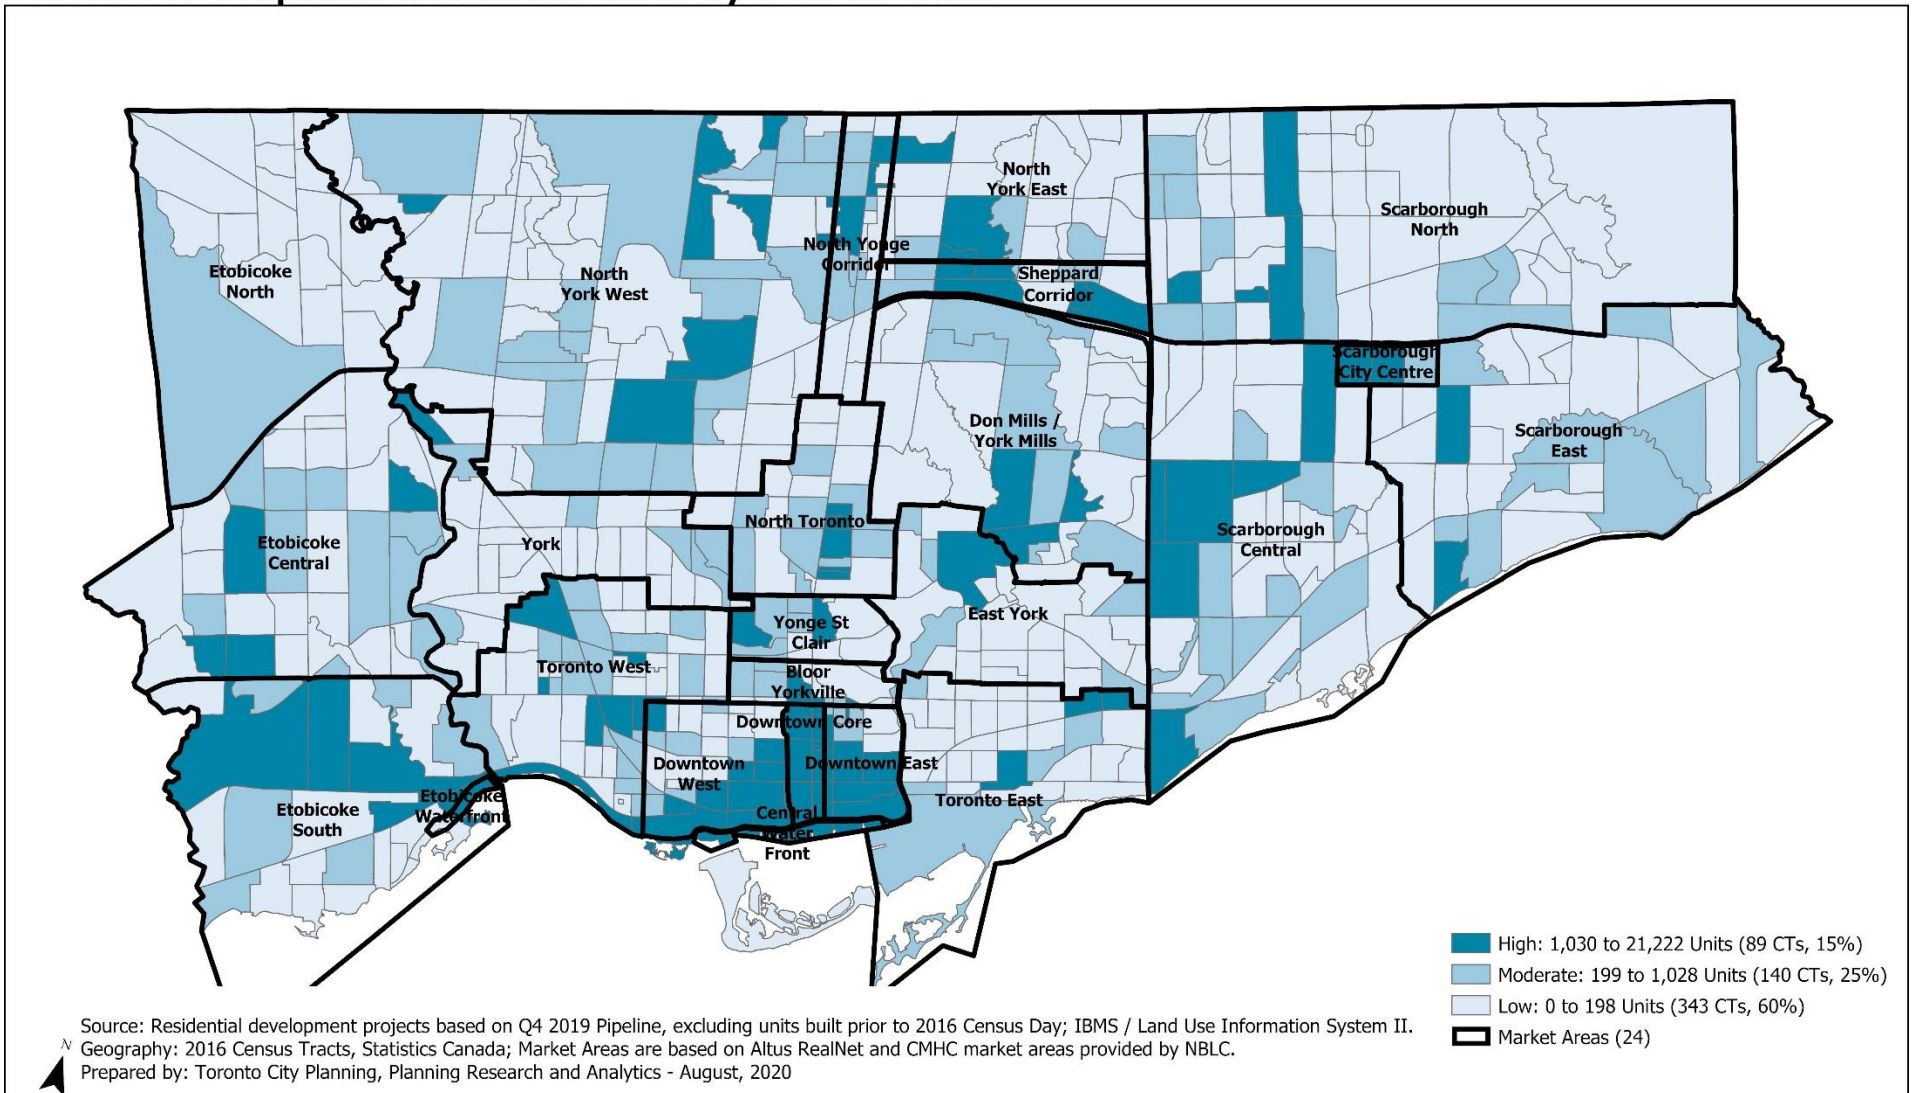 North
York East
Scarborough
North
North Yonge
Corridor
Etobicoke
North
North
York West
Sheppard
Corridor
Scarborough
City Centre
Don Mills /
York Mills
Scarborough
East
North Toronto
Scarborough
Central
Etobicoke
Central
York
East York
Yonge St
Clair
Toronto West
Bloor
Yorkville
Downtown Core
Downtown
West
Downtown East
Etobicoke
Waterfront
Etobicoke
South
Toronto East
Central
Water
Front
High: 1,030 to 21,222 Units (89 CTs, 15%)
Moderate: 199 to 1,028 Units (140 CTs, 25%)
Low: 0 to 198 Units (343 CTs, 60%)
Market Areas (24)
Source: Residential development projects based on Q4 2019 Pipeline, excluding units built prior to 2016 Census Day; IBMS / Land Use Information System II.
N
Geography: 2016 Census Tracts, Statistics Canada; Market Areas are based on Altus RealNet and CMHC market areas provided by NBLC.
Prepared by: Toronto City Planning, Planning Research and Analytics - August, 2020